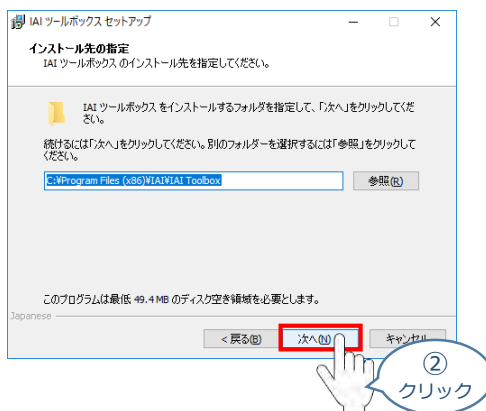 IAI ツールボックス セットアップ
インストール先の指定
IAI ツールボックス のインストール先を指定してください。
IAI ツールボックス をインストールするフォルダを指定して、「次へ」をクリックしてくだ
さい。
続けるには「次へ」をクリックしてください。別のフォルダーを選択するには「参照」をクリックして
ください。
C:¥Program Files (x86)¥IAI¥IAI Toolbox
参照(R)
このプログラムは最低 49.4 MB のディスク空き領域を必要とします。
Japanese
< 戻る(B)
次へ(N)
キャンセル
②
クリック